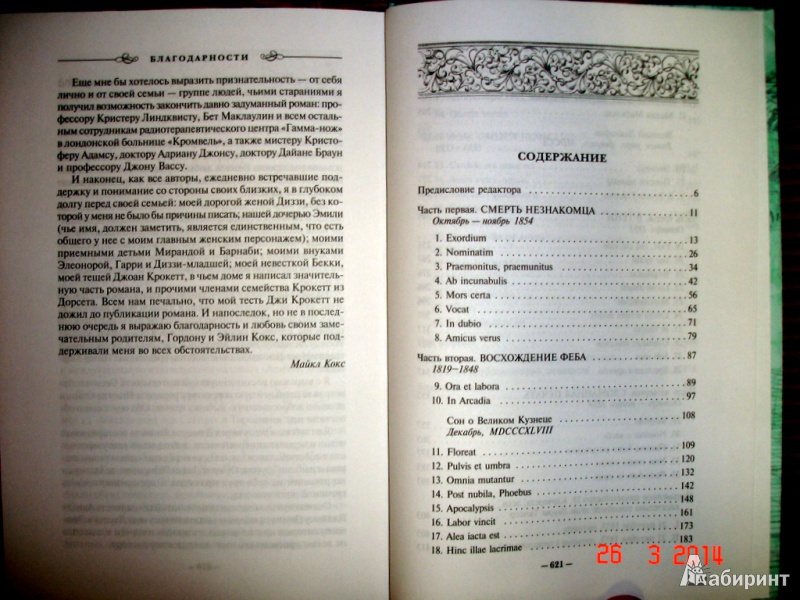 БЛАГОДАРНОСТИ
Еще мне бы хотелось выразить признательность — от себя
лично и от своей семьи — группе людей, чьими стараниями я
получил возможность закончить давно задуманный роман: про-
фессору Кристеру Линдквисту, Бет Маклаулин и всем осталь-
ным сотрудникам радиотерапевтического центра «Гамма-нож»
в лондонской больнице «Кромвель», а также мистеру Кристо-
феру Адамсу, доктору Адриану Джонсу, доктору Дайане Браун
и профессору Джону Вассу.
И наконец, как все авторы, ежедневно встречавшие под-
держку и понимание со стороны своих близких, я в глубоком
долгу перед своей семьей: моей дорогой женой Диззи, без
которой у меня не было бы причины писать; нашей дочерью Эмили
(чье имя, должен заметить, является единственным, что есть
общего у нее с моим главным женским персонажем); моими
приемными детьми Мирандой и Барнаби; моими внуками
Элеонорой, Гарри и Диззи-младшей; моей невесткой Бекки,
моей тещей Джоан Крокетт, в чьем доме я написал значитель-
ную часть романа, и прочими членами семейства Крокетт из
Дорсета. Всем нам печально, что мой тесть Джи Крокетт не
дожил до публикации романа. И напоследок, но не в послед-
нюю очередь я выражаю благодарность и любовь своим заме-
чательным родителям, Гордону и Эйлин Кокс, которые под-
держивали меня во всех обстоятельствах.
Майкл Кокс
СОДЕРЖАНИЕ
Предисловие редактора 6
Часть первая. СМЕРТЬ НЕЗНАКОМЦА 11
Октябрь — ноябрь 1854
1. Exordium 13
2. Nominatim 26
3. Praemonitus, praemunitus 34
4. Ab incunabulis 42
5. Mors certa 56
6. Vocat 65
7. In dubio 71
8. Amicus verus 79
Часть вторая. ВОСХОЖДЕНИЕ ФЕБА 87
1819—1848
9. Ora et labora 89
10. In Arcadia 97
Сон о Великом Кузнеце 108
Декабрь, MDCCCXLVIII
11. Floreat 109
12. Pulvis et umbra 120
13. Omnia mutantur 132
14. Post nubila, Phoebus 142
15. Apocalypsis 148
16. Labor vincit 161
17. Alea iacta est 173
18. Hinc illae lacrimae 183
— 621 —
26 3 2014
Лабиринт